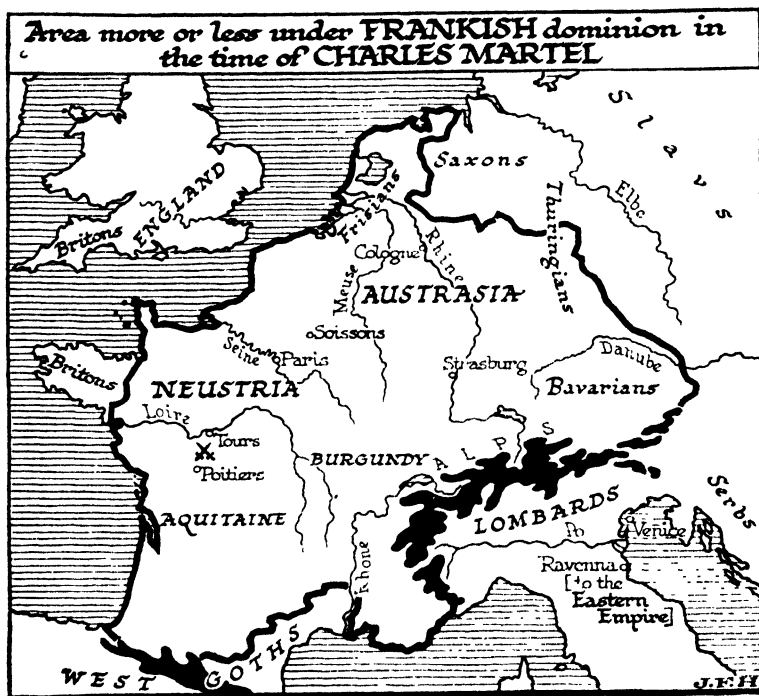 Area more or less under FRANKISH dominion in
the time of CHARLES MARTEL
Slavs
Saxons
Elbe
ENGLAND
Britons
Frisians
Thuringians
Cologne
Rhine
Meuse
AUSTRASIA
Soissons
Seine
Paris
Strasburg
Danube
Britons
Bavarians
NEUSTRIA
Loire
Tours
Poitiers
BURGUNDY
ALPS
AQUITAINE
LOMBARDS
Serbs
Po
Venice
Rhone
Ravenna
[to the
Eastern
Empire]
WEST GOTHS
J.F.H